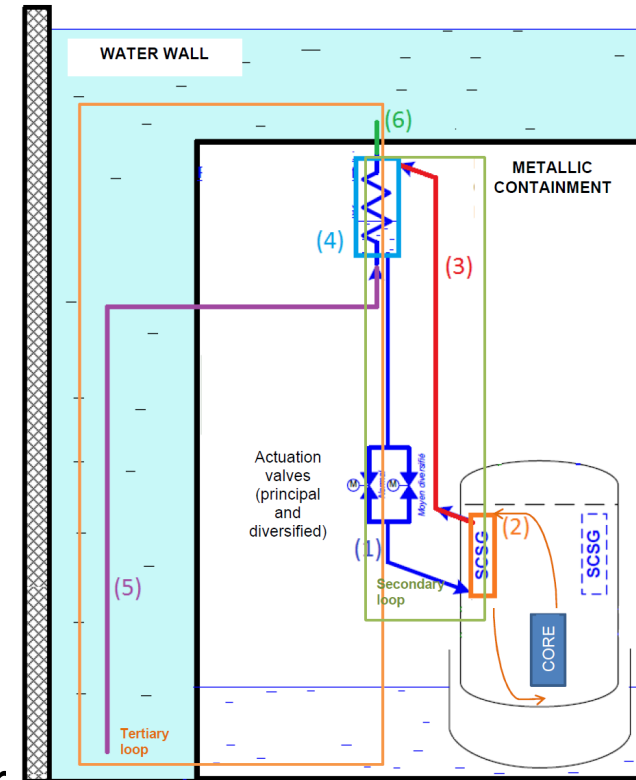 WATER WALL
(6)
METALLIC
CONTAINMENT
(4)
(3)
Actuation
valves
(principal
and
diversified)
M
M
Normal
Moyen diversifié
(1)
(2)
SCSG
SCSG
Secondary
loop
(5)
CORE
Tertiary
loop